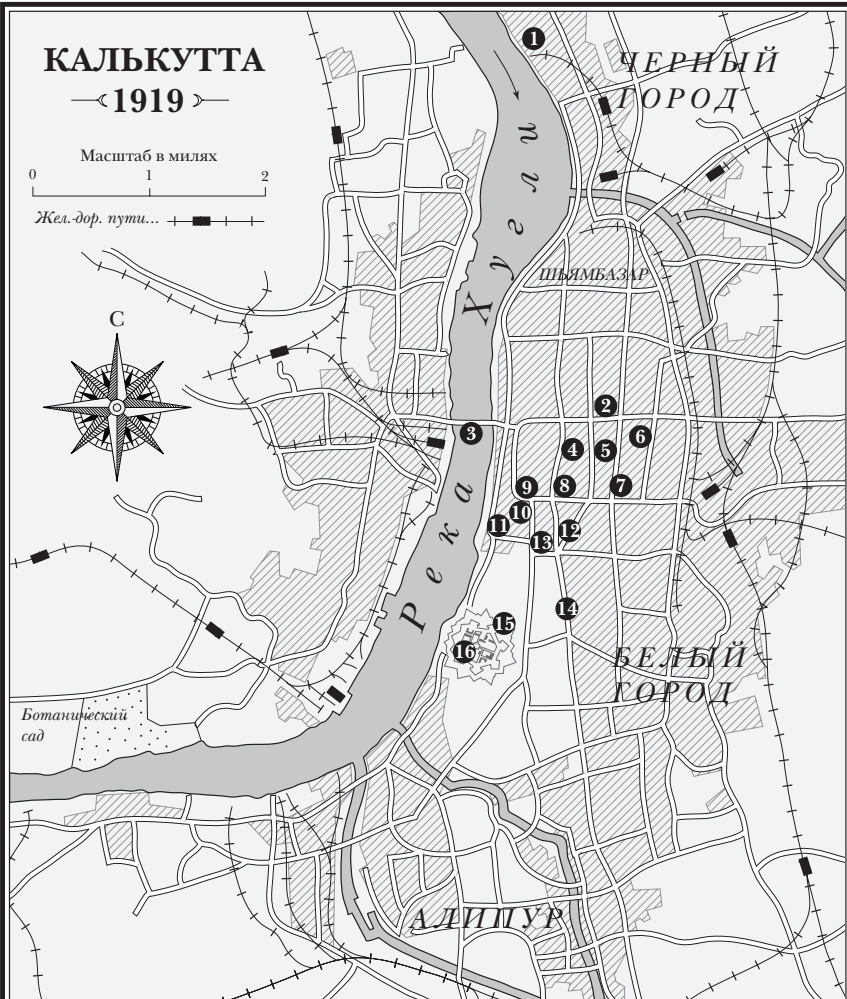 КАЛЬКУТТА
1919
Масштаб в милях
0 1 2
Жел.-дор. пути...
С
ЧЕРНЫЙ
ГОРОД
1
Река Хугли
ШЬЯМБАЗАР
2
3
4
5
6
7
8
9
10
11
12
13
14
15
16
БЕЛЫЙ
ГОРОД
Ботанический
сад
АЛИПУР